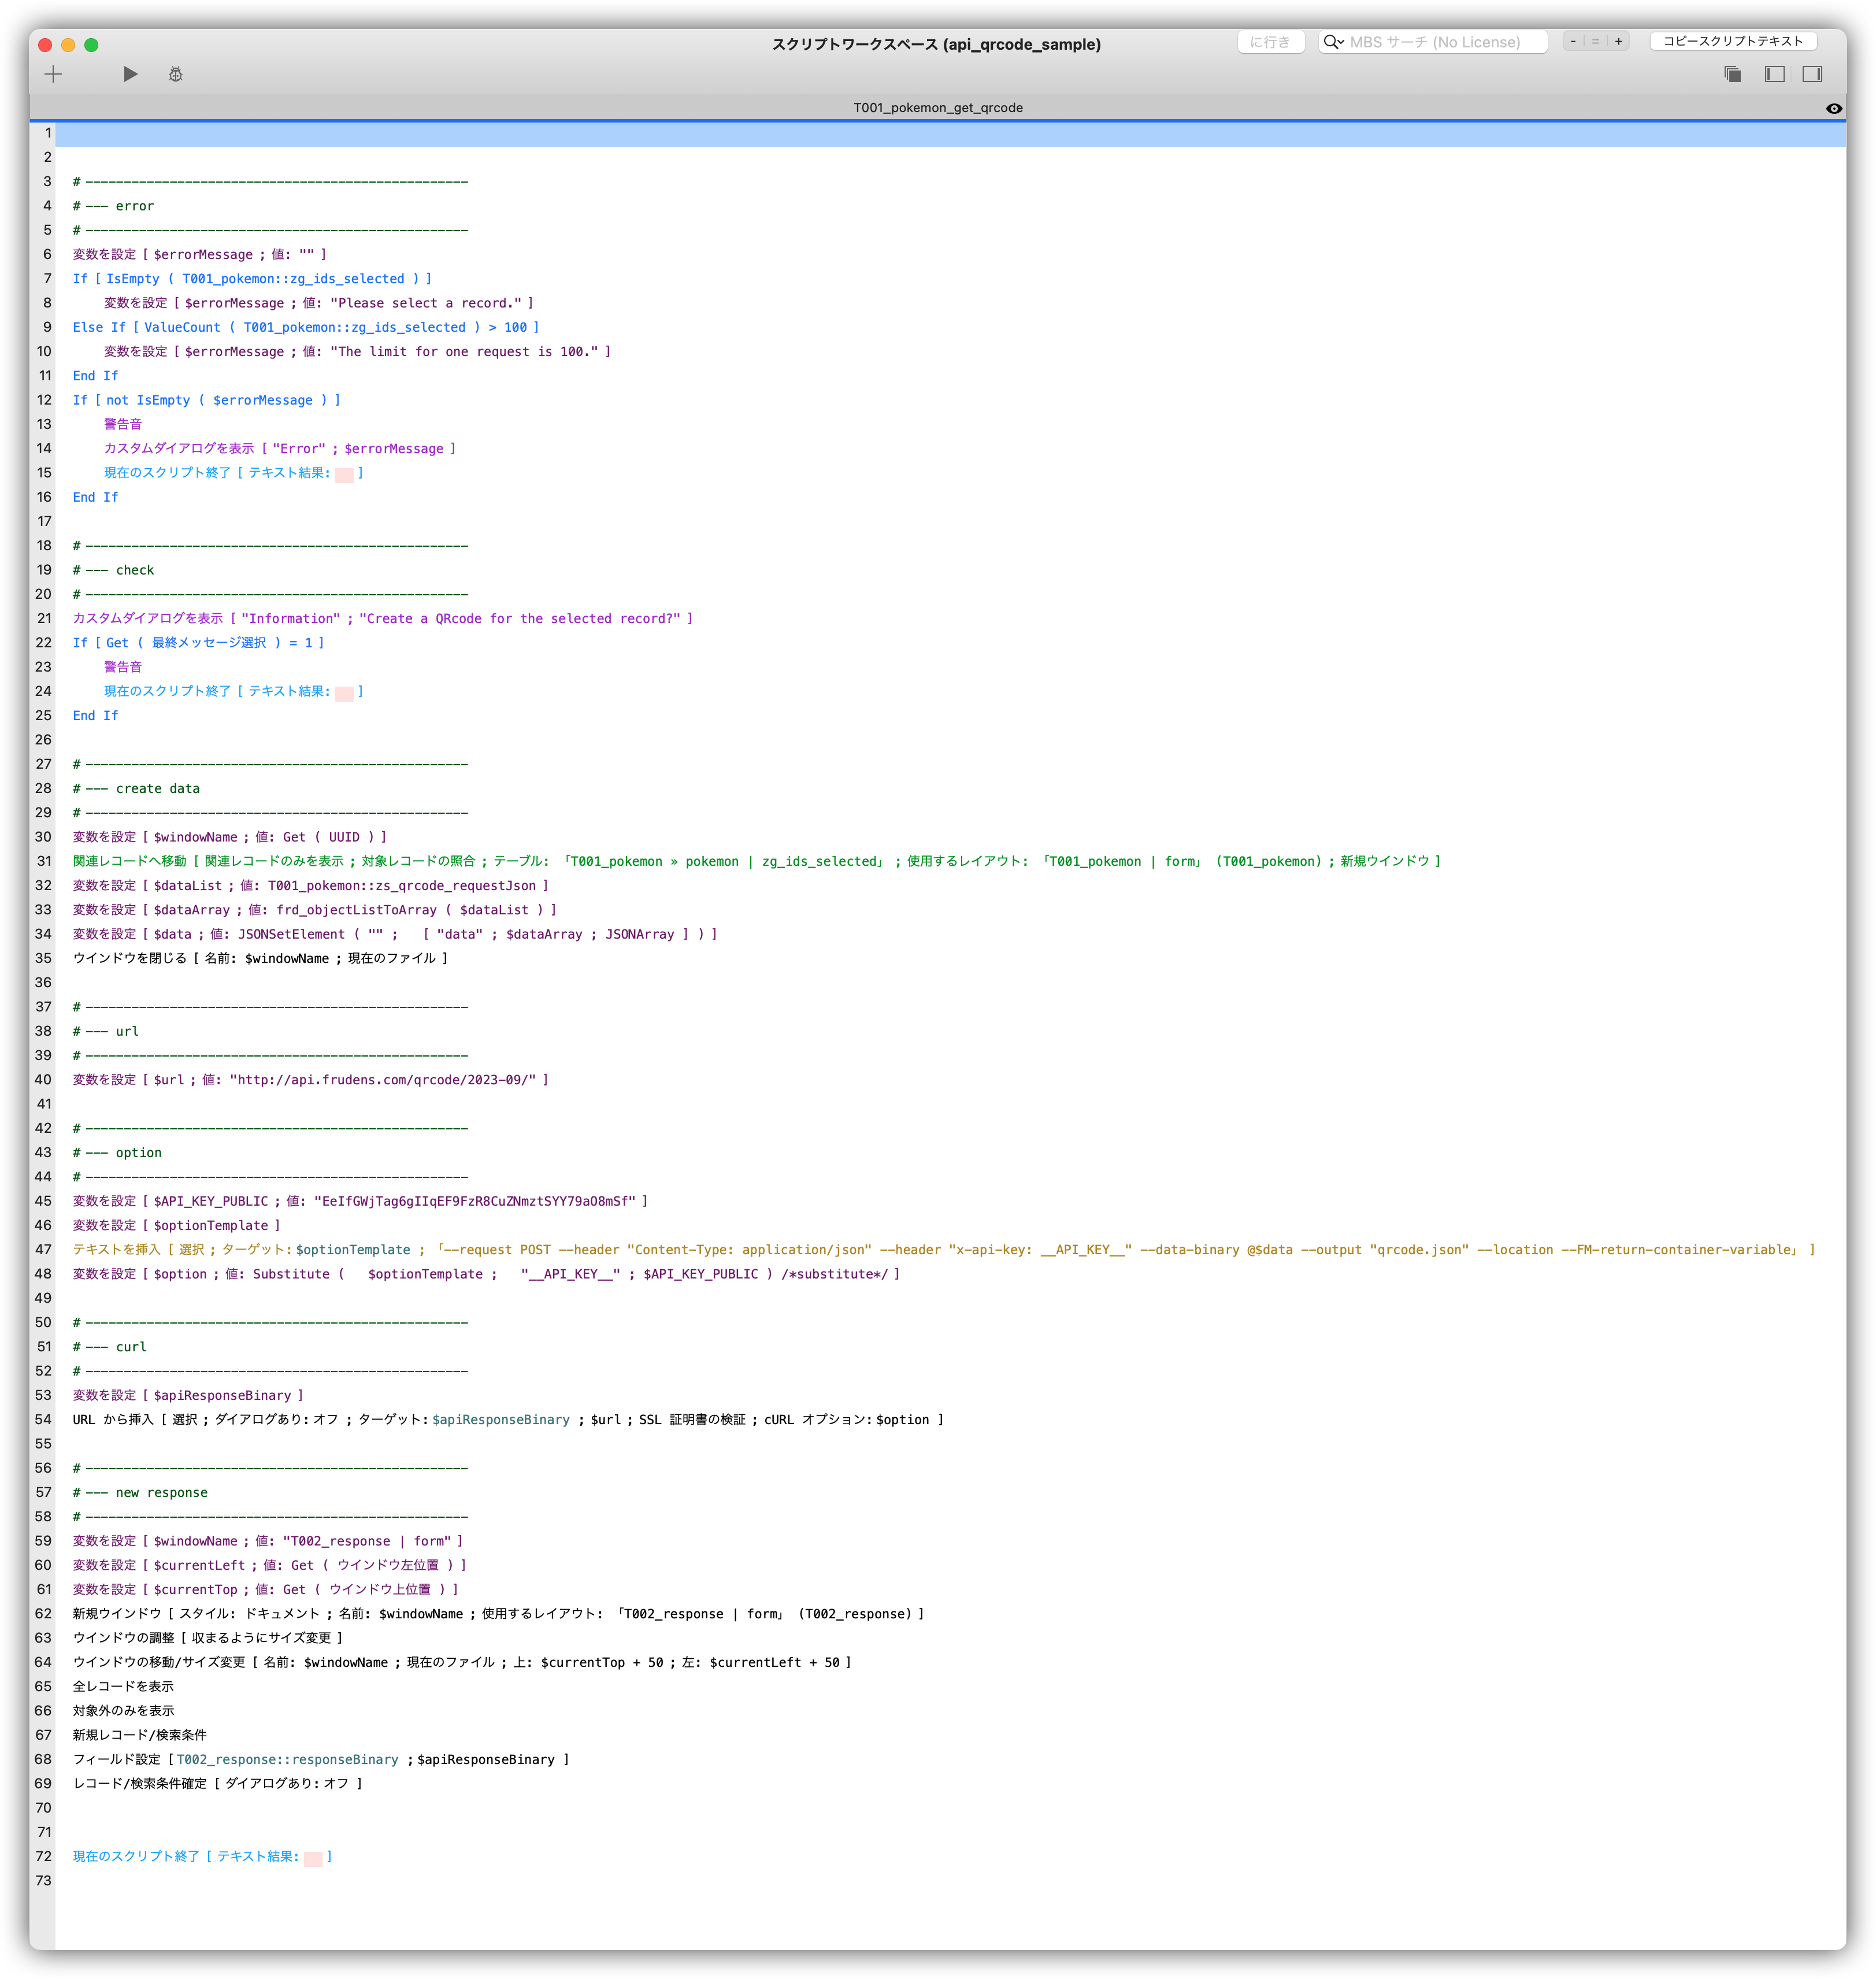 スクリプトワークスペース (api_qrcode_sample)
に行き
MBS サーチ (No License)
- = +
コピースクリプトテキスト
T001_pokemon_get_qrcode
1
2
3 # --------------------------------------------------
4 # --- error
5 # --------------------------------------------------
6 変数を設定 [ $errorMessage ; 値: "" ]
7 If [ IsEmpty ( T001_pokemon::zg_ids_selected ) ]
8 変数を設定 [ $errorMessage ; 値: "Please select a record." ]
9 Else If [ ValueCount ( T001_pokemon::zg_ids_selected ) > 100 ]
10 変数を設定 [ $errorMessage ; 値: "The limit for one request is 100." ]
11 End If
12 If [ not IsEmpty ( $errorMessage ) ]
13 警告音
14 カスタムダイアログを表示 [ "Error" ; $errorMessage ]
15 現在のスクリプト終了 [ テキスト結果: ]
16 End If
17
18 # --------------------------------------------------
19 # --- check
20 # --------------------------------------------------
21 カスタムダイアログを表示 [ "Information" ; "Create a QRcode for the selected record?" ]
22 If [ Get ( 最終メッセージ選択 ) = 1 ]
23 警告音
24 現在のスクリプト終了 [ テキスト結果: ]
25 End If
26
27 # --------------------------------------------------
28 # --- create data
29 # --------------------------------------------------
30 変数を設定 [ $windowName ; 値: Get ( UUID ) ]
31 関連レコードへ移動 [ 関連レコードのみを表示 ; 対象レコードの照合 ; テーブル: 「T001_pokemon » pokemon | zg_ids_selected」 ; 使用するレイアウト: 「T001_pokemon | form」 (T001_pokemon) ; 新規ウインドウ ]
32 変数を設定 [ $dataList ; 値: T001_pokemon::zs_qrcode_requestJson ]
33 変数を設定 [ $dataArray ; 値: frd_objectListToArray ( $dataList ) ]
34 変数を設定 [ $data ; 値: JSONSetElement ( "" ; [ "data" ; $dataArray ; JSONArray ] ) ]
35 ウインドウを閉じる [ 名前: $windowName ; 現在のファイル ]
36
37 # --------------------------------------------------
38 # --- url
39 # --------------------------------------------------
40 変数を設定 [ $url ; 値: "http://api.frudens.com/qrcode/2023-09/" ]
41
42 # --------------------------------------------------
43 # --- option
44 # --------------------------------------------------
45 変数を設定 [ $API_KEY_PUBLIC ; 値: "EeIfGWjTag6gIIqEF9FzR8CuZNmztSYY79aO8mSf" ]
46 変数を設定 [ $optionTemplate ]
47 テキストを挿入 [ 選択 ; ターゲット: $optionTemplate ; 「--request POST --header "Content-Type: application/json" --header "x-api-key: __API_KEY__" --data-binary @$data --output "qrcode.json" --location --FM-return-container-variable」 ]
48 変数を設定 [ $option ; 値: Substitute ( $optionTemplate ; "__API_KEY__" ; $API_KEY_PUBLIC ) /*substitute*/ ]
49
50 # --------------------------------------------------
51 # --- curl
52 # --------------------------------------------------
53 変数を設定 [ $apiResponseBinary ]
54 URL から挿入 [ 選択 ; ダイアログあり: オフ ; ターゲット: $apiResponseBinary ; $url ; SSL 証明書の検証 ; cURL オプション: $option ]
55
56 # --------------------------------------------------
57 # --- new response
58 # --------------------------------------------------
59 変数を設定 [ $windowName ; 値: "T002_response | form" ]
60 変数を設定 [ $currentLeft ; 値: Get ( ウインドウ左位置 ) ]
61 変数を設定 [ $currentTop ; 値: Get ( ウインドウ上位置 ) ]
62 新規ウインドウ [ スタイル: ドキュメント ; 名前: $windowName ; 使用するレイアウト: 「T002_response | form」 (T002_response) ]
63 ウインドウの調整 [ 収まるようにサイズ変更 ]
64 ウインドウの移動/サイズ変更 [ 名前: $windowName ; 現在のファイル ; 上: $currentTop + 50 ; 左: $currentLeft + 50 ]
65 全レコードを表示
66 対象外のみを表示
67 新規レコード/検索条件
68 フィールド設定 [ T002_response::responseBinary ; $apiResponseBinary ]
69 レコード/検索条件確定 [ ダイアログあり: オフ ]
70
71
72 現在のスクリプト終了 [ テキスト結果: ]
73